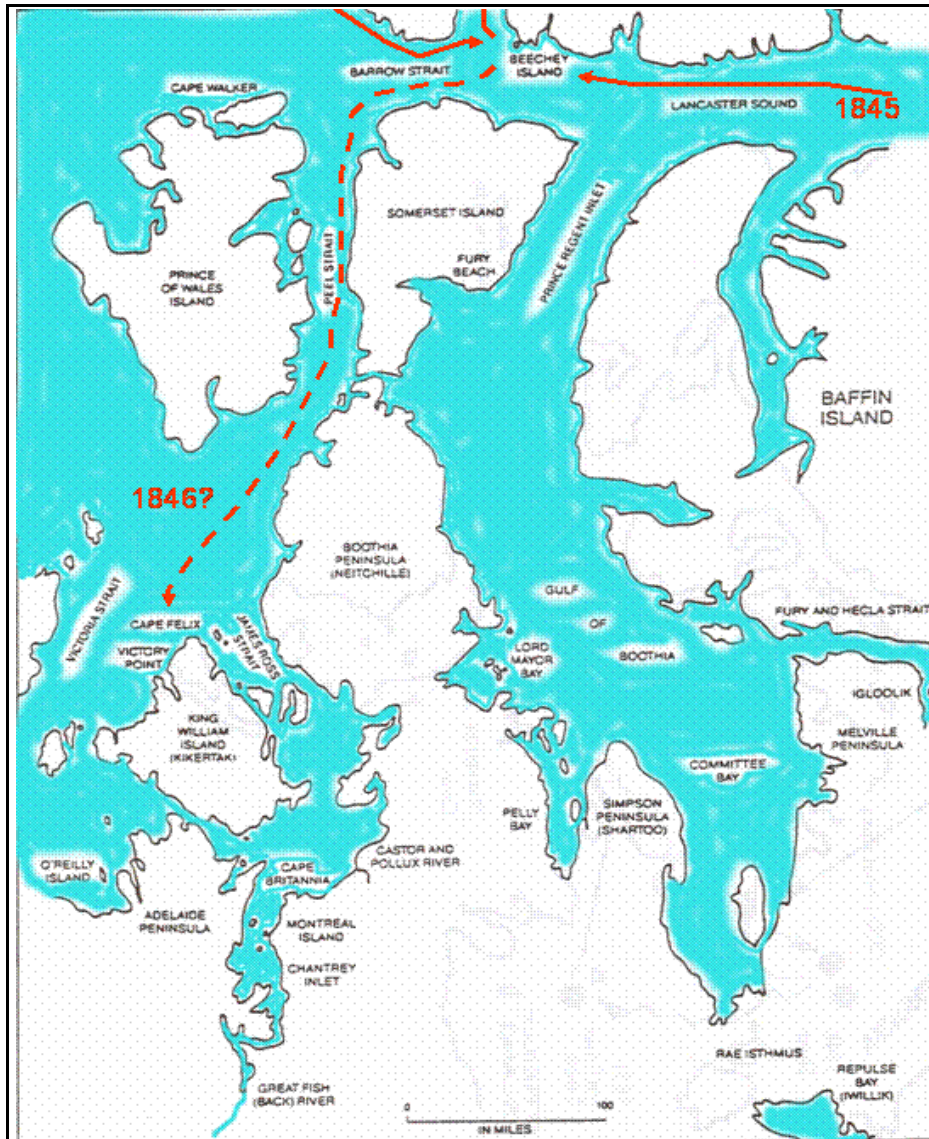 BEECHEY
ISLAND
BARROW STRAIT
CAPE WALKER
LANCASTER SOUND
1845
SOMERSET ISLAND
PRINCE REGENT INLET
FURY
BEACH
PEEL STRAIT
PRINCE
OF WALES
ISLAND
BAFFIN
ISLAND
1846?
BOOTHIA
PENINSULA
(NEITCHILLE)
GULF
OF
BOOTHIA
FURY AND HECLA STRAIT
VICTORIA STRAIT
CAPE FELIX
JAMES ROSS
STRAIT
VICTORY
POINT
LORD
MAYOR
BAY
IGLOOLIK
KING
WILLIAM
ISLAND
(KIKERTAK)
MELVILLE
PENINSULA
COMMITTEE
BAY
PELLY
BAY
SIMPSON
PENINSULA
(SHARTOO)
O'REILLY
ISLAND
CASTOR AND
POLLUX RIVER
CAPE
BRITANNIA
ADELAIDE
PENINSULA
MONTREAL
ISLAND
CHANTREY
INLET
RAE ISTHMUS
REPULSE
BAY
(IWILLIK)
GREAT FISH
(BACK) RIVER
0 100
IN MILES